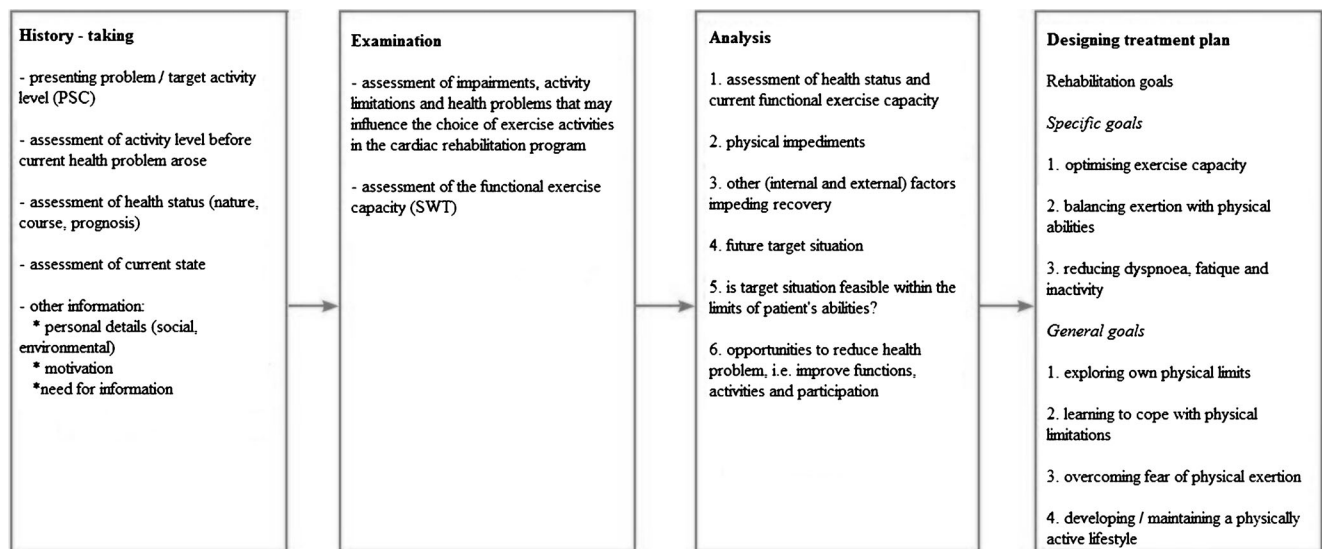 History - taking
- presenting problem / target activity
level (PSC)
- assessment of activity level before
current health problem arose
- assessment of health status (nature,
course, prognosis)
- assessment of current state
- other information:
* personal details (social,
environmental)
* motivation
*need for information
Examination
- assessment of impairments, activity
limitations and health problems that may
influence the choice of exercise activities
in the cardiac rehabilitation program
- assessment of the functional exercise
capacity (SWT)
Analysis
1. assessment of health status and
current functional exercise capacity
2. physical impediments
3. other (internal and external) factors
impeding recovery
4. future target situation
5. is target situation feasible within the
limits of patient's abilities?
6. opportunities to reduce health
problem, i.e. improve functions,
activities and participation
Designing treatment plan
Rehabilitation goals
Specific goals
1. optimising exercise capacity
2. balancing exertion with physical
abilities
3. reducing dyspnoea, fatique and
inactivity
General goals
1. exploring own physical limits
2. learning to cope with physical
limitations
3. overcoming fear of physical exertion
4. developing / maintaining a physically
active lifestyle